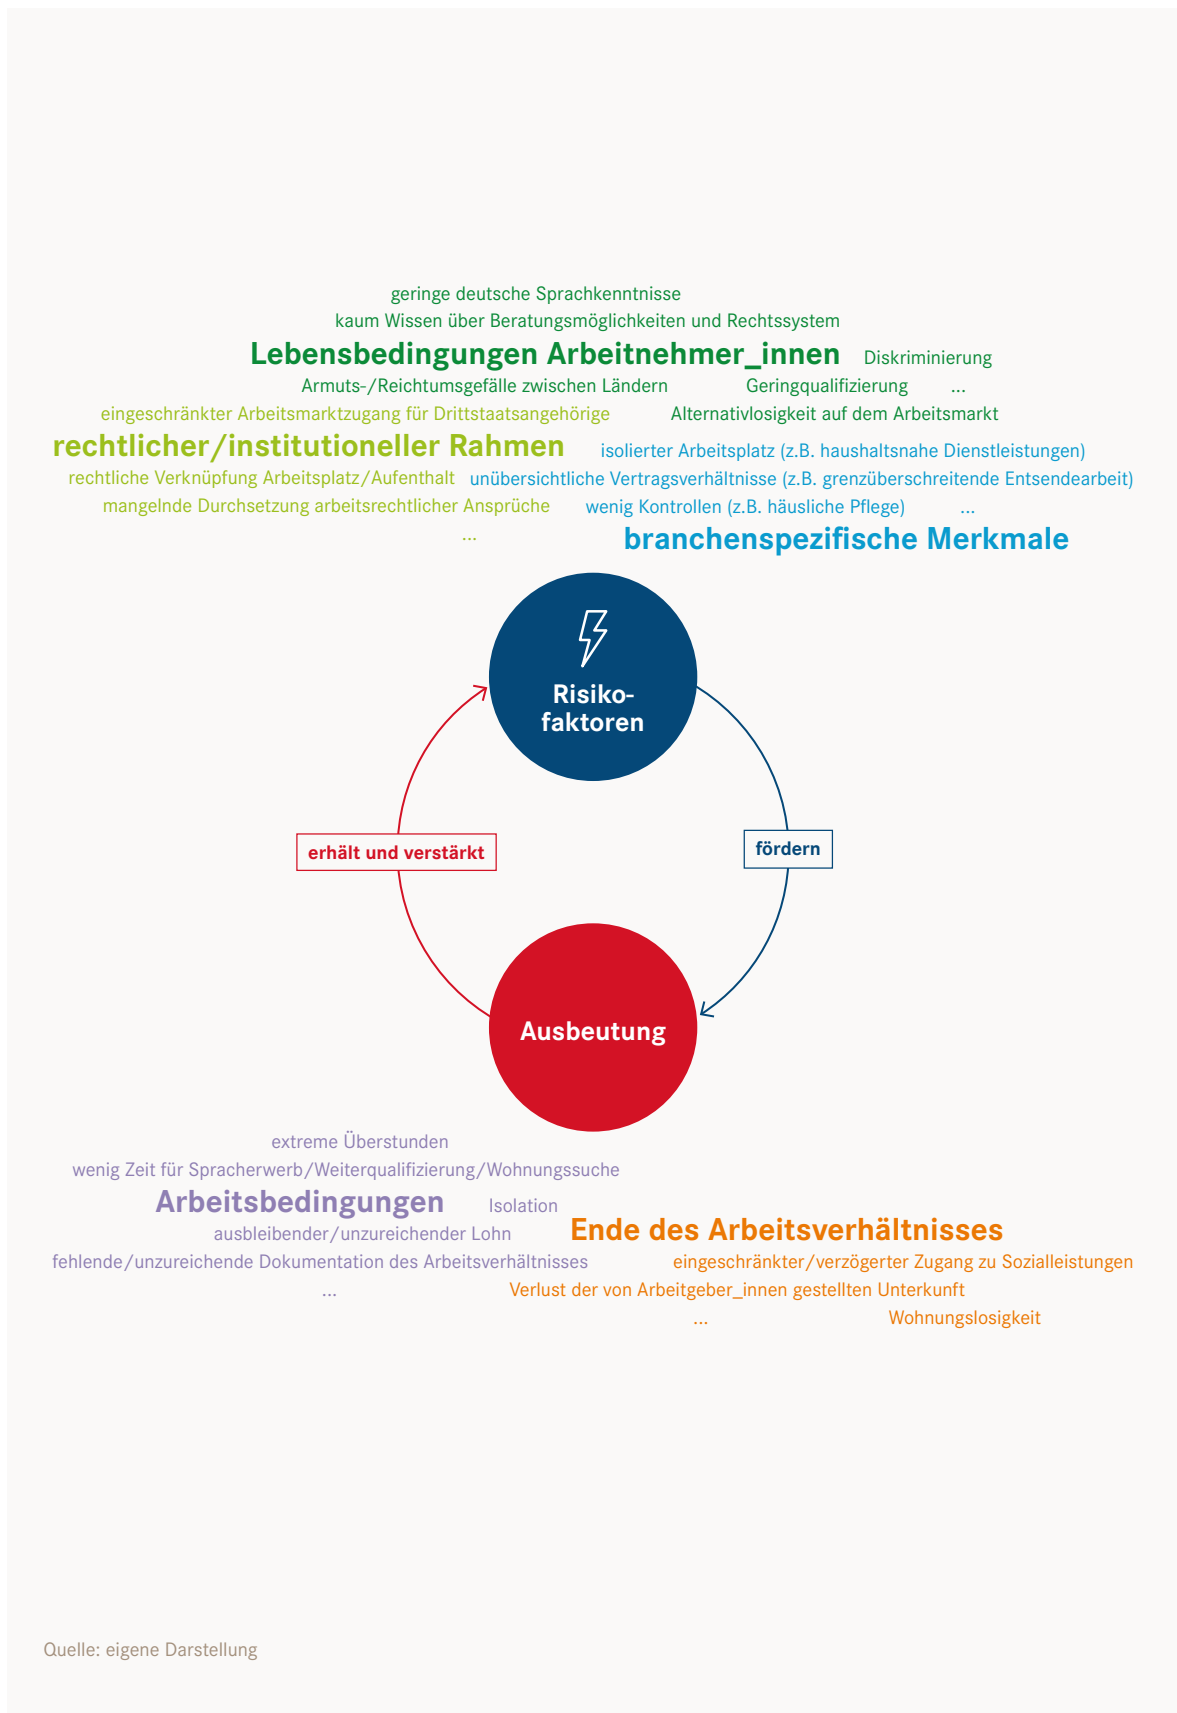 geringe deutsche Sprachkenntnisse
kaum Wissen über Beratungsmöglichkeiten und Rechtssystem
Lebensbedingungen Arbeitnehmer_innen
Diskriminierung
Armuts-/Reichtumsgefälle zwischen Ländern
Geringqualifizierung
...
Alternativlosigkeit auf dem Arbeitsmarkt
eingeschränkter Arbeitsmarktzugang für Drittstaatsangehörige
rechtlicher/institutioneller Rahmen
rechtliche Verknüpfung Arbeitsplatz/Aufenthalt
mangelnde Durchsetzung arbeitsrechtlicher Ansprüche
...
isolierter Arbeitsplatz (z.B. haushaltsnahe Dienstleistungen)
unübersichtliche Vertragsverhältnisse (z.B. grenzüberschreitende Entsendearbeit)
wenig Kontrollen (z.B. häusliche Pflege)
...
branchenspezifische Merkmale
Risiko-
faktoren
erhält und verstärkt
fördern
Ausbeutung
extreme Überstunden
wenig Zeit für Spracherwerb/Weiterqualifizierung/Wohnungssuche
Arbeitsbedingungen
Isolation
ausbleibender/unzureichender Lohn
fehlende/unzureichende Dokumentation des Arbeitsverhältnisses
...
Ende des Arbeitsverhältnisses
eingeschränkter/verzögerter Zugang zu Sozialleistungen
Verlust der von Arbeitgeber_innen gestellten Unterkunft
...
Wohnungslosigkeit
Quelle: eigene Darstellung